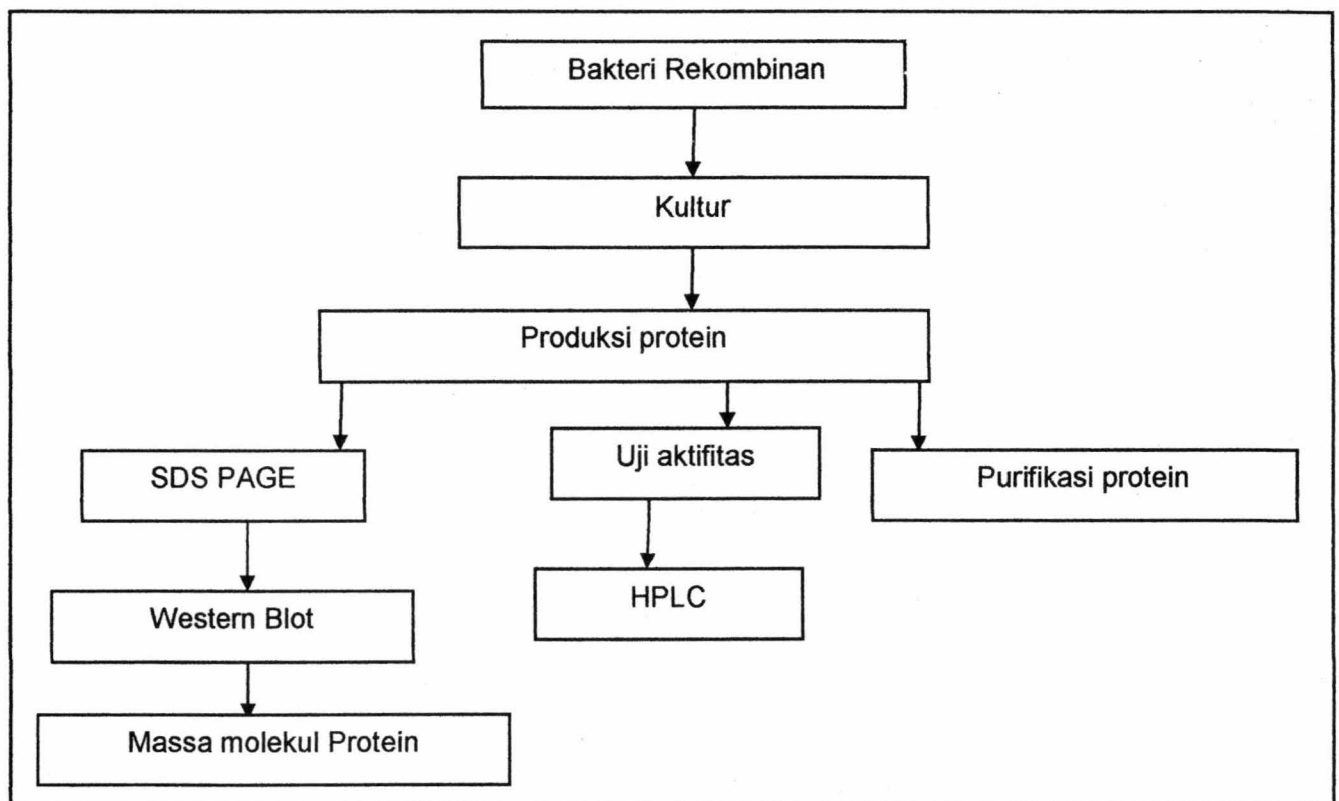 Bakteri Rekombinan
Kultur
Produksi protein
SDS PAGE
Uji aktifitas
Purifikasi protein
Western Blot
HPLC
Massa molekul Protein